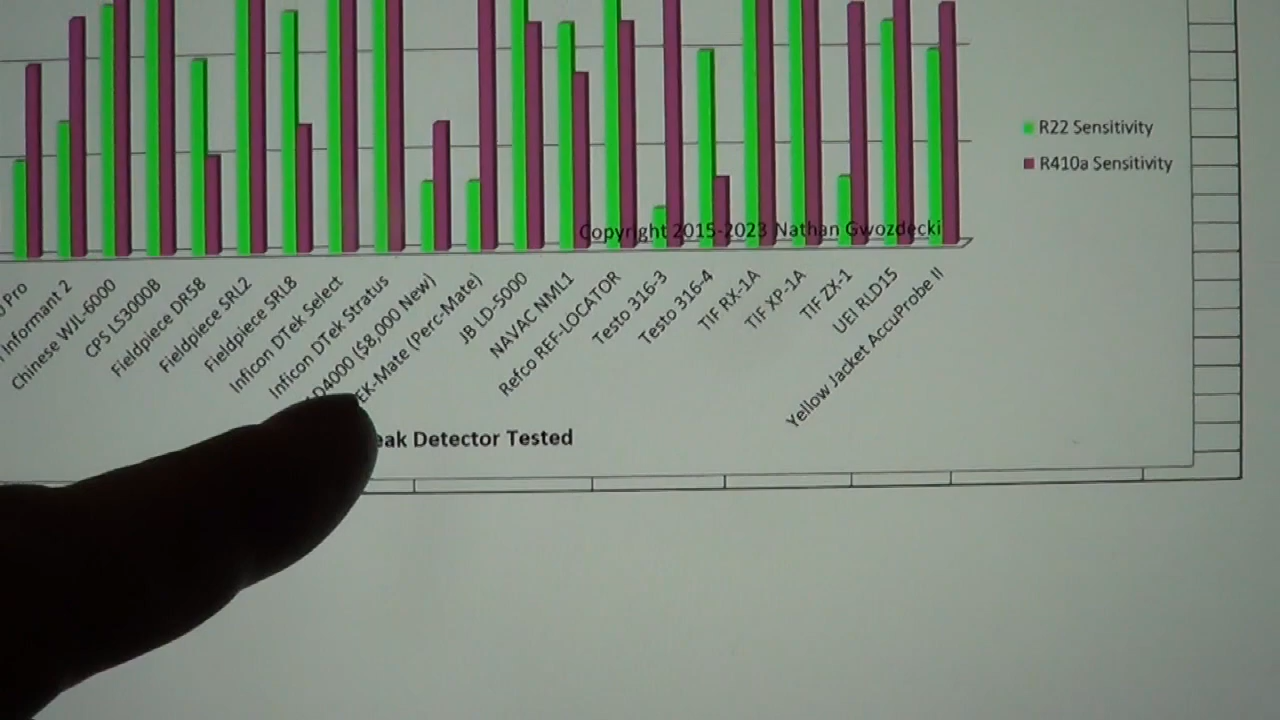 R22 Sensitivity
R410a Sensitivity
Copyright 2015-2023 Nathan Gwozdecki
Pro
Informant 2
Chinese WJL-6000
CPS LS3000B
Fieldpiece DR58
Fieldpiece SRL2
Fieldpiece SRL8
Inficon DTek Select
Inficon DTek Stratus
D4000 ($8,000 New)
EK-Mate (Perc-Mate)
JB LD-5000
NAVAC NML1
Refco REF-LOCATOR
Testo 316-3
Testo 316-4
TIF RX-1A
TIF XP-1A
TIF ZX-1
UEI RLD15
Yellow Jacket AccuProbe II
eak Detector Tested